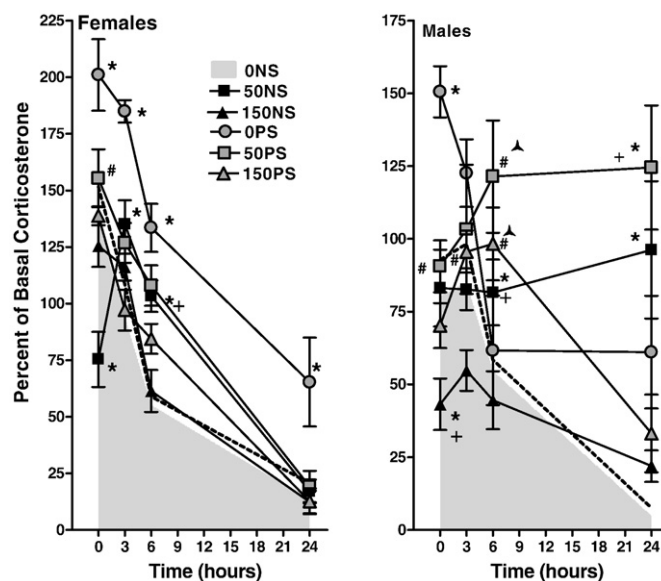 Females
Males
Percent of Basal Corticosterone
225
200
175
150
125
100
75
50
25
0
0NS
50NS
150NS
0PS
50PS
150PS
* * * *
# * *+ *
0 3 6 9 12 15 18 21 24
Time (hours)
175
150
125
100
75
50
25
0
*
# # + *
# # *
* +
* +
0 3 6 9 12 15 18 21 24
Time (hours)